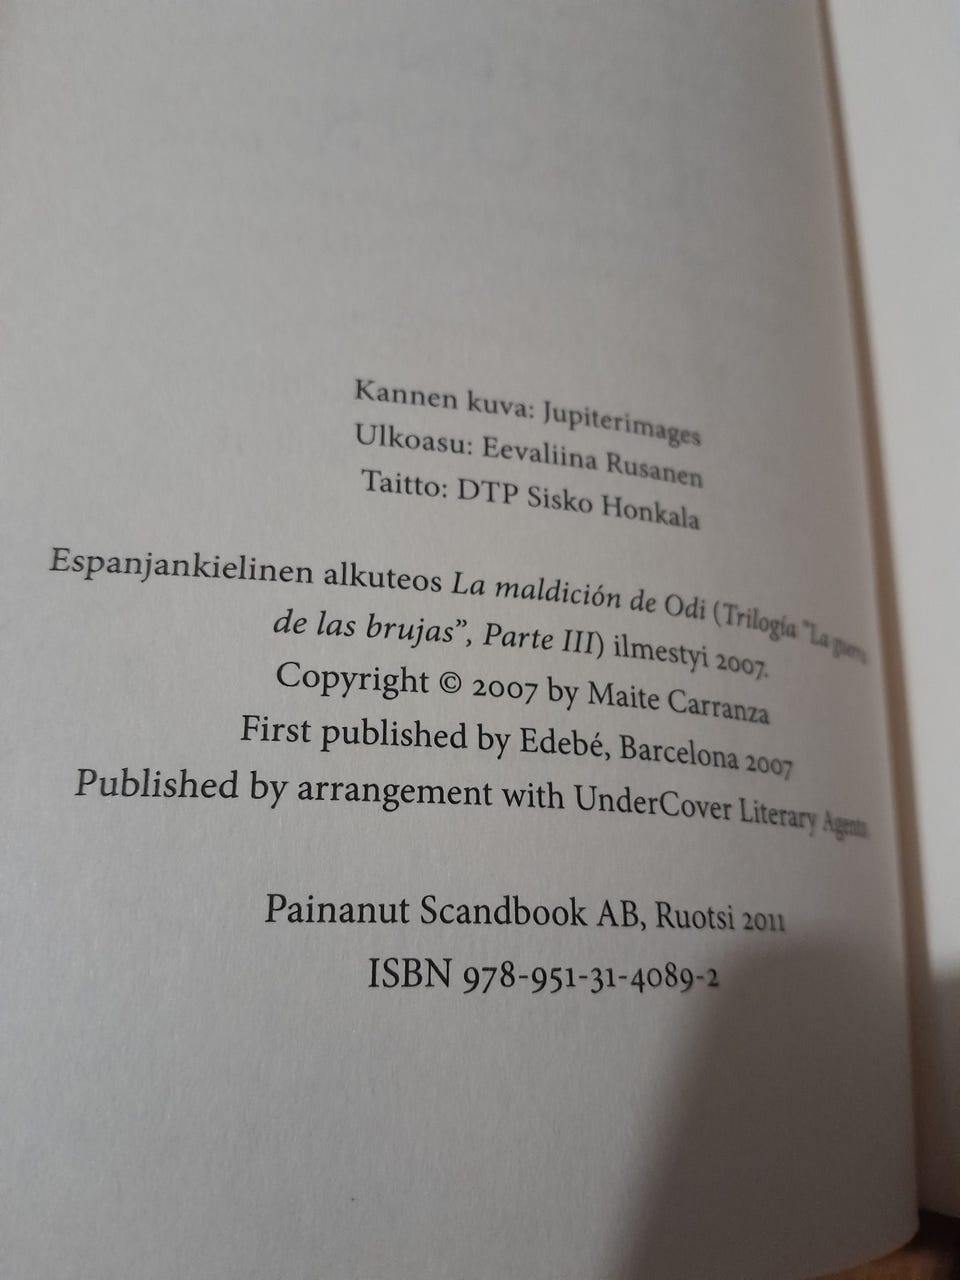 Kannen kuva: Jupiterimages
Ulkoasu: Eevaliina Rusanen
Taitto: DTP Sisko Honkala
Espanjankielinen alkuteos La maldición de Odi (Trilogía "La guerra
de las brujas”, Parte III) ilmestyi 2007.
Copyright © 2007 by Maite Carranza
First published by Edebé, Barcelona 2007
Published by arrangement with UnderCover Literary Agents
Painanut Scandbook AB, Ruotsi 2011
ISBN 978-951-31-4089-2